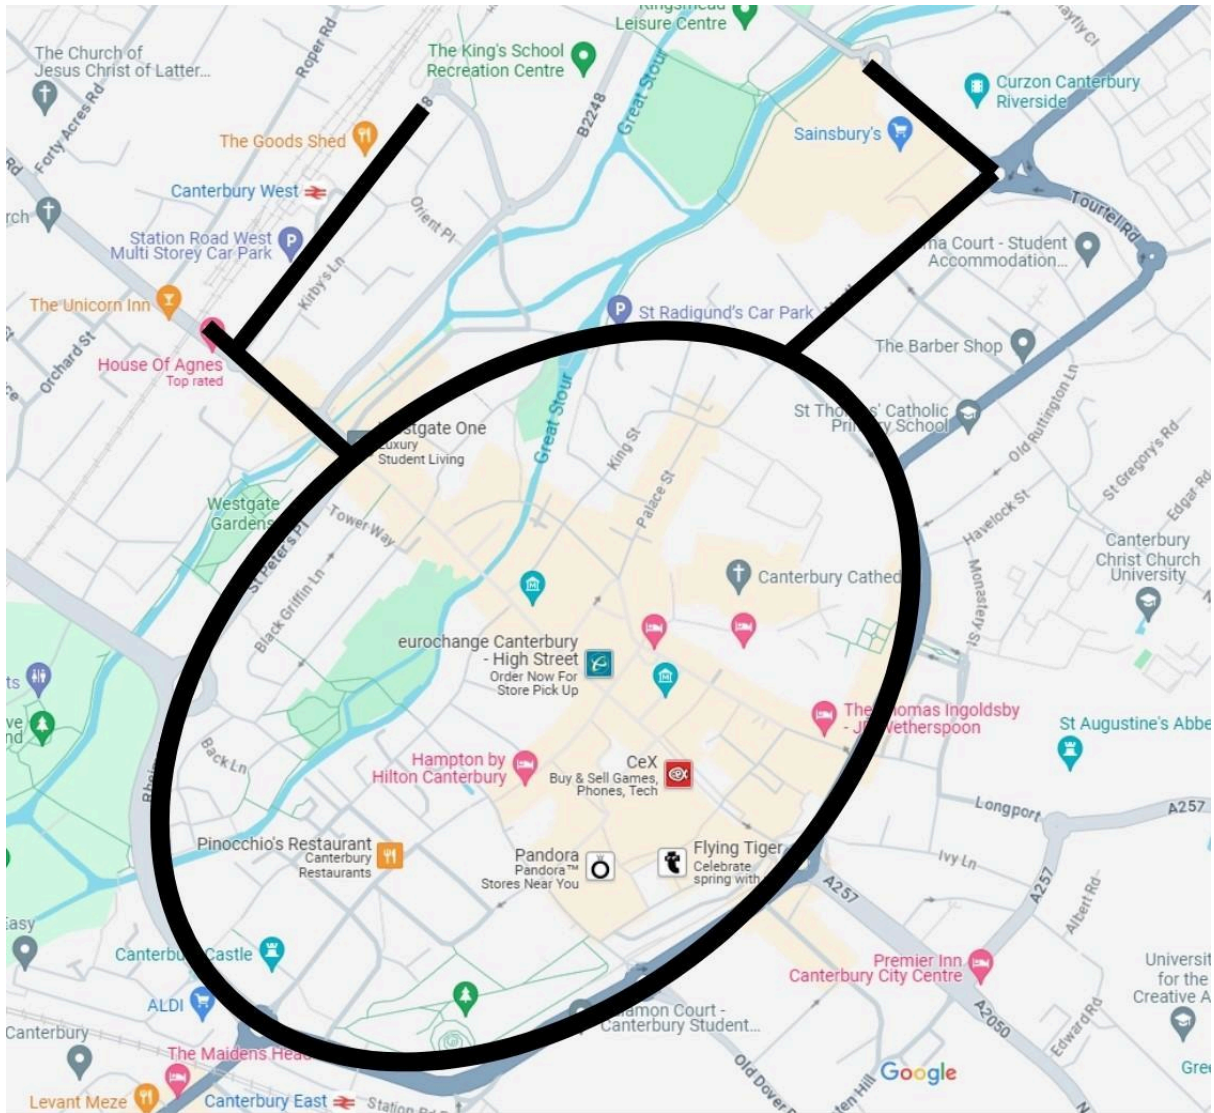 Leisure Centre
The Church of
Jesus Christ of Latter...
Roper Rd
Forty Acres Rd
The King's School
Recreation Centre
B2248
Great Stour
Curzon Canterbury
Riverside
Sainsbury's
The Goods Shed
Canterbury West
Orient Pl
Rd
Station Road West
Multi Storey Car Park
Kirby's Ln
Tourtell Rd
ma Court - Student
Accommodation...
The Unicorn Inn
Orchard St
House Of Agnes
Top rated
St Radigund's Car Park
The Barber Shop
St Thomas' Catholic
Primary School
Old Ruttington Ln
St Gregory's Rd
Edgar Rd
Havelock St
Monastery St
stgate One
Luxury
Student Living
Great Stour
King St
Palace St
Westgate
Gardens
Tower Way
St Peter's Pl
Black Griffin Ln
Canterbury
Christ Church
University
Canterbury Cathed
eurochange Canterbury
- High Street
Order Now For
Store Pick Up
The Thomas Ingoldsby
- JD Wetherspoon
St Augustine's Abbe
Back Ln
Hampton by
Hilton Canterbury
CeX
Buy & Sell Games,
Phones, Tech
Longport
A257
Pinocchio's Restaurant
Canterbury
Restaurants
Pandora
Pandora™
Stores Near You
Flying Tiger
Celebrate
spring with
Ivy Ln
A257
A257
Albert Rd
Easy
Canterbury Castle
ALDI
Premier Inn
Canterbury City Centre
Universit
for the
Creative A
amon Court -
Canterbury Student...
A2050
Edward Rd
Canterbury
The Maidens Head
Levant Meze
Canterbury East
Station Rd
Old Dover
Google
Gre